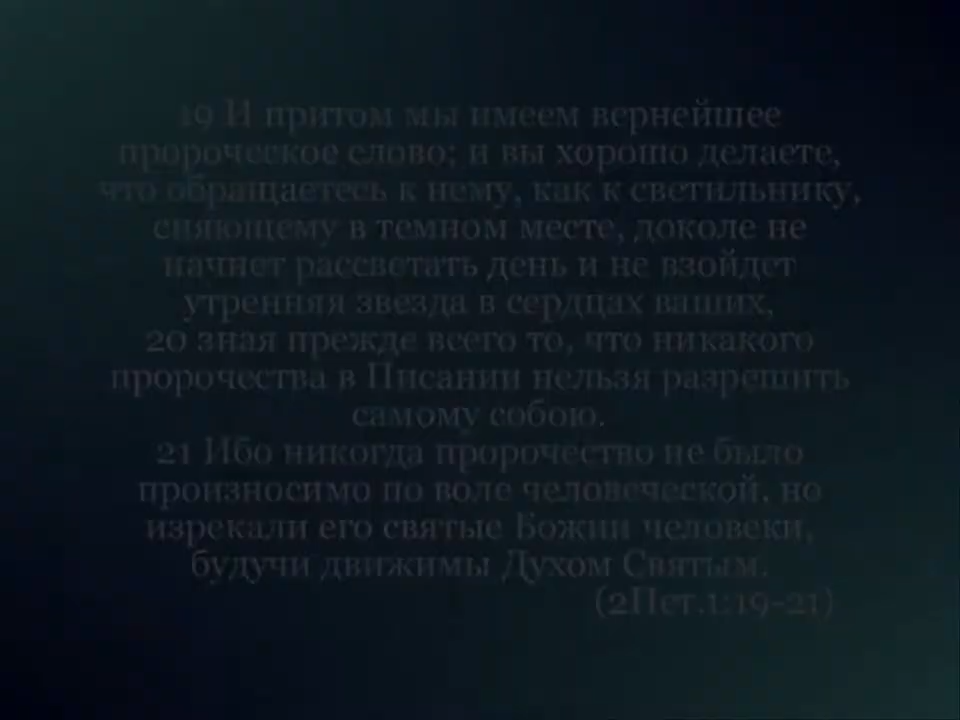 19 И притом мы имеем вернейшее
пророческое слово; и вы хорошо делаете,
что обращаетесь к нему, как к светильнику,
сияющему в темном месте, доколе не
начнет рассветать день и не взойдет
утренняя звезда в сердцах ваших,
20 зная прежде всего то, что никакого
пророчества в Писании нельзя разрешить
самому собою.
21 Ибо никогда пророчество не было
произносимо по воле человеческой, но
изрекали его святые Божии человеки,
будучи движимы Духом Святым.
(2Пет.1:19-21)